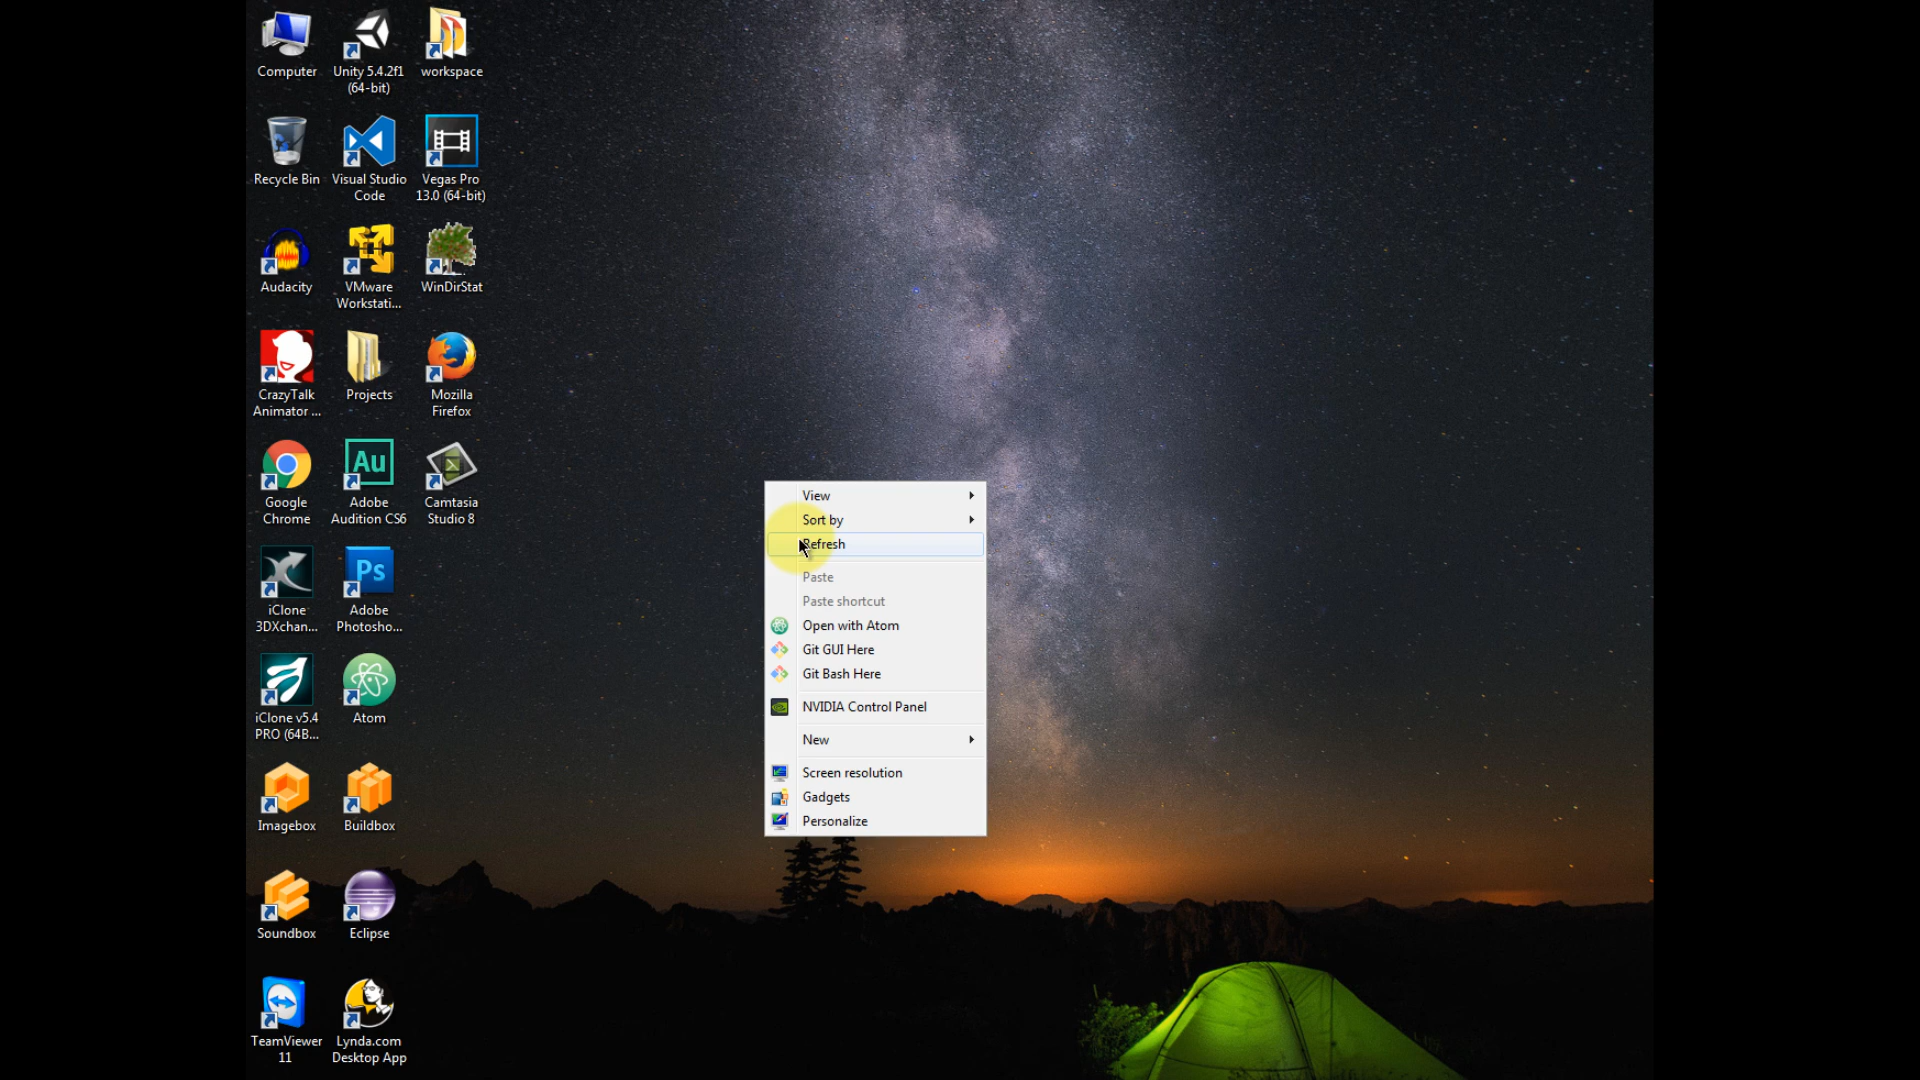 Computer
Unity 5.4.2f1
(64-bit)
workspace
Recycle Bin
Visual Studio
Code
Vegas Pro
13.0 (64-bit)
Audacity
VMware
Workstati...
WinDirStat
CrazyTalk
Animator ...
Projects
Mozilla
Firefox
Google
Chrome
Au
Adobe
Audition CS6
Camtasia
Studio 8
iClone
3DXchan...
Ps
Adobe
Photosho...
iClone v5.4
PRO (64B...
Atom
Imagebox
Buildbox
Soundbox
Eclipse
TeamViewer
11
Lynda.com
Desktop App
View
Sort by
Refresh
Paste
Paste shortcut
Open with Atom
Git GUI Here
Git Bash Here
NVIDIA Control Panel
New
Screen resolution
Gadgets
Personalize